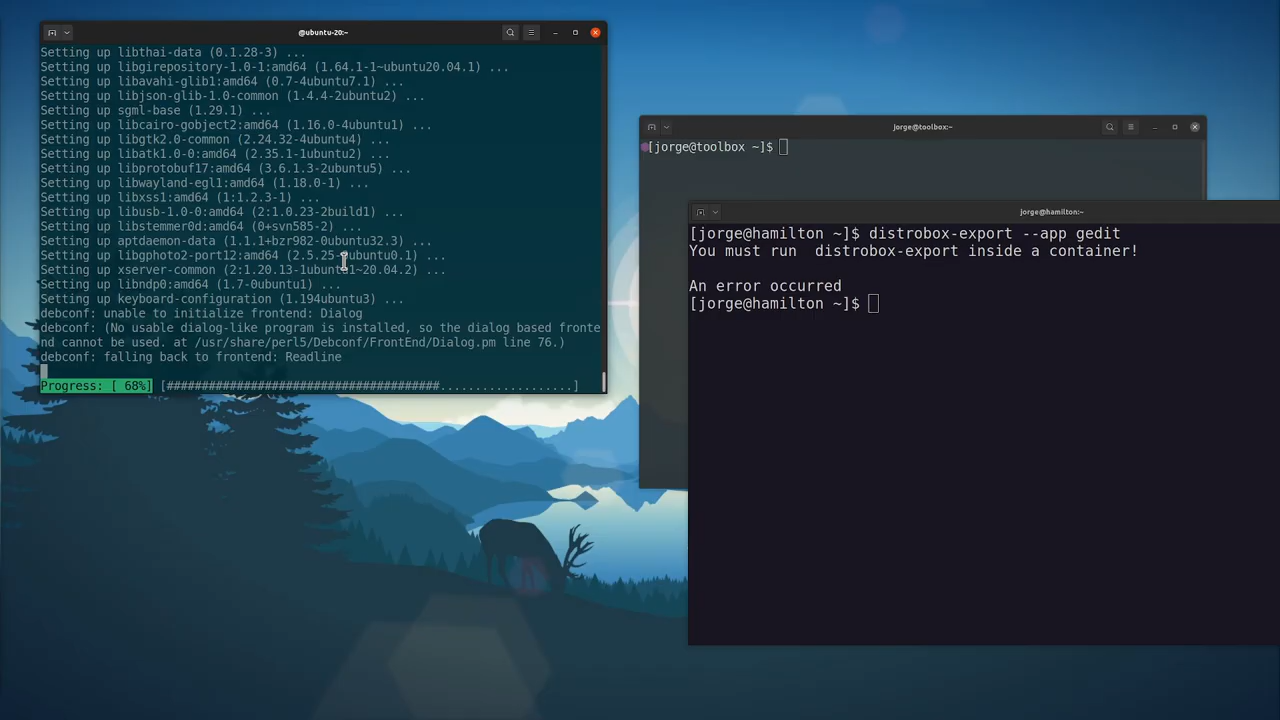 @ubuntu-20:~
Setting up libthai-data (0.1.28-3) ...
Setting up libgirepository-1.0-1:amd64 (1.64.1-1~ubuntu20.04.1) ...
Setting up libavahi-glib1:amd64 (0.7-4ubuntu7.1) ...
Setting up libjson-glib-1.0-common (1.4.4-2ubuntu2) ...
Setting up sgml-base (1.29.1) ...
Setting up libcairo-gobject2:amd64 (1.16.0-4ubuntu1) ...
Setting up libgtk2.0-common (2.24.32-4ubuntu4) ...
Setting up libatk1.0-0:amd64 (2.35.1-1ubuntu2) ...
Setting up libprotobuf17:amd64 (3.6.1.3-2ubuntu5) ...
Setting up libwayland-egl1:amd64 (1.18.0-1) ...
Setting up libxss1:amd64 (1:1.2.3-1) ...
Setting up libusb-1.0-0:amd64 (2:1.0.23-2build1) ...
Setting up libstemmer0d:amd64 (0+svn585-2) ...
Setting up aptdaemon-data (1.1.1+bzr982-0ubuntu32.3) ...
Setting up libgphoto2-port12:amd64 ...
Setting up xserver-common ...
Setting up libndp0:amd64 (1.7-0ubuntu1) ...
Setting up keyboard-configuration (1.194ubuntu3) ...
debconf: unable to initialize frontend: Dialog
debconf: (No usable dialog-like program is installed, so the dialog based fronte
nd cannot be used. at /usr/share/perl5/Debconf/FrontEnd/Dialog.pm line 76.)
debconf: falling back to frontend: Readline
Progress: [ 68%] [#######################################...................]
jorge@toolbox:~
[jorge@toolbox ~]$
jorge@hamilton:~
[jorge@hamilton ~]$ distrobox-export --app gedit
You must run  distrobox-export inside a container!
An error occurred
[jorge@hamilton ~]$